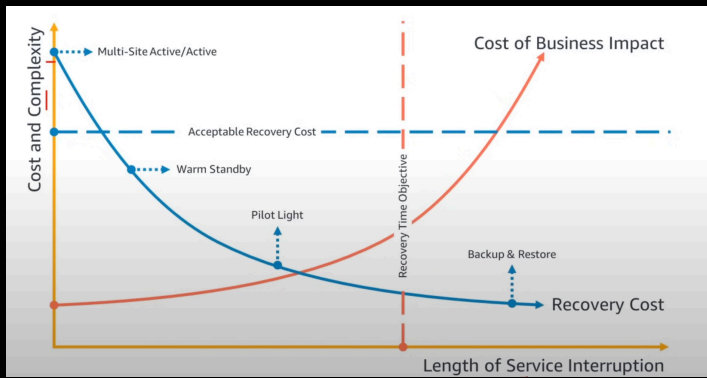 Cost of Business Impact
Multi-Site Active/Active
Cost and Complexity
Acceptable Recovery Cost
Warm Standby
Pilot Light
Recovery Time Objective
Backup & Restore
Recovery Cost
Length of Service Interruption